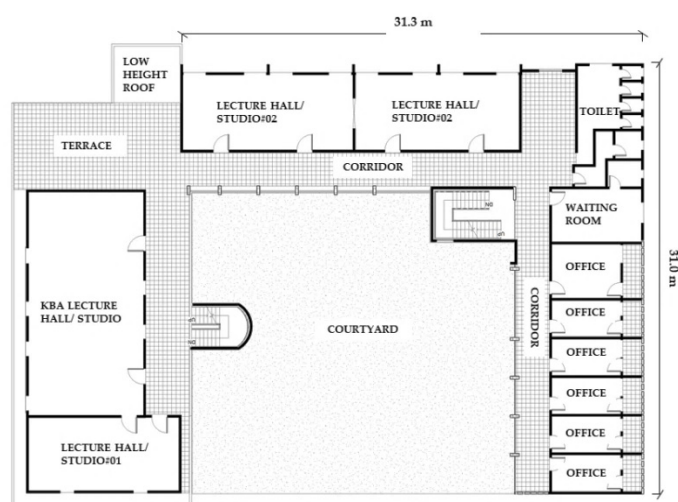 31.3 m
LOW
HEIGHT
ROOF
LECTURE HALL/
STUDIO#02
LECTURE HALL/
STUDIO#02
TOILET
TERRACE
CORRIDOR
WAITING
ROOM
31.0 m
OFFICE
KBA LECTURE
HALL/ STUDIO
COURTYARD
CORRIDOR
OFFICE
OFFICE
OFFICE
OFFICE
LECTURE HALL/
STUDIO#01
OFFICE